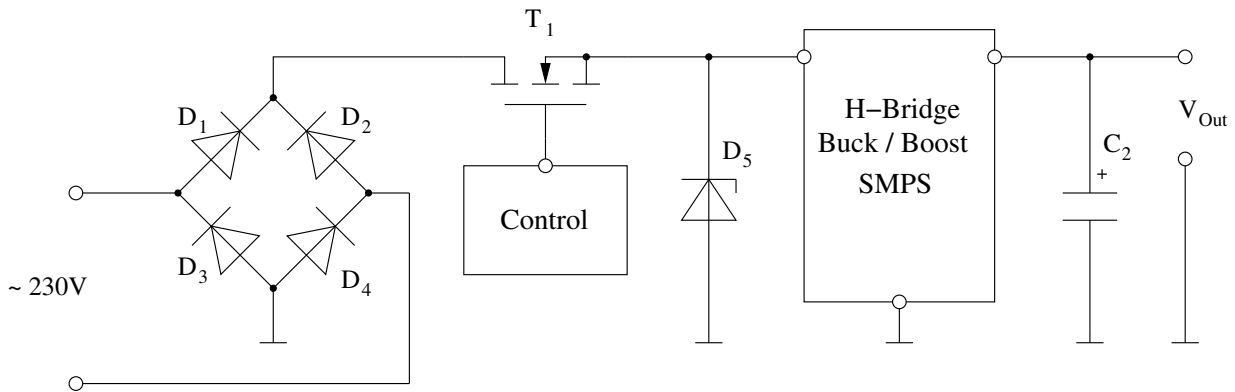 T1
D1
D2
H−Bridge
Buck / Boost
SMPS
VOut
D5
C2
+
Control
D3
D4
~ 230V